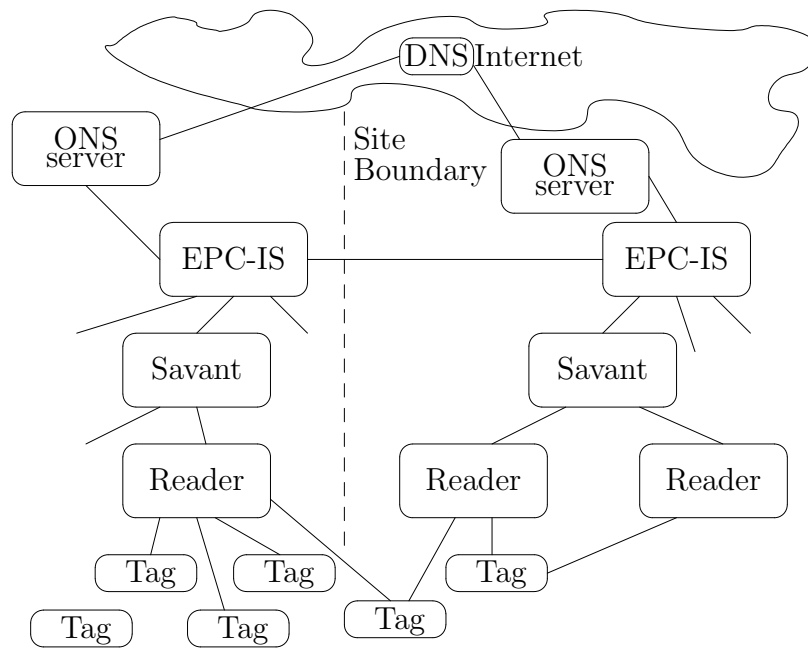 DNS Internet
ONS
server
Site
Boundary
ONS
server
EPC-IS
EPC-IS
Savant
Savant
Reader
Reader
Reader
Tag
Tag
Tag
Tag
Tag
Tag